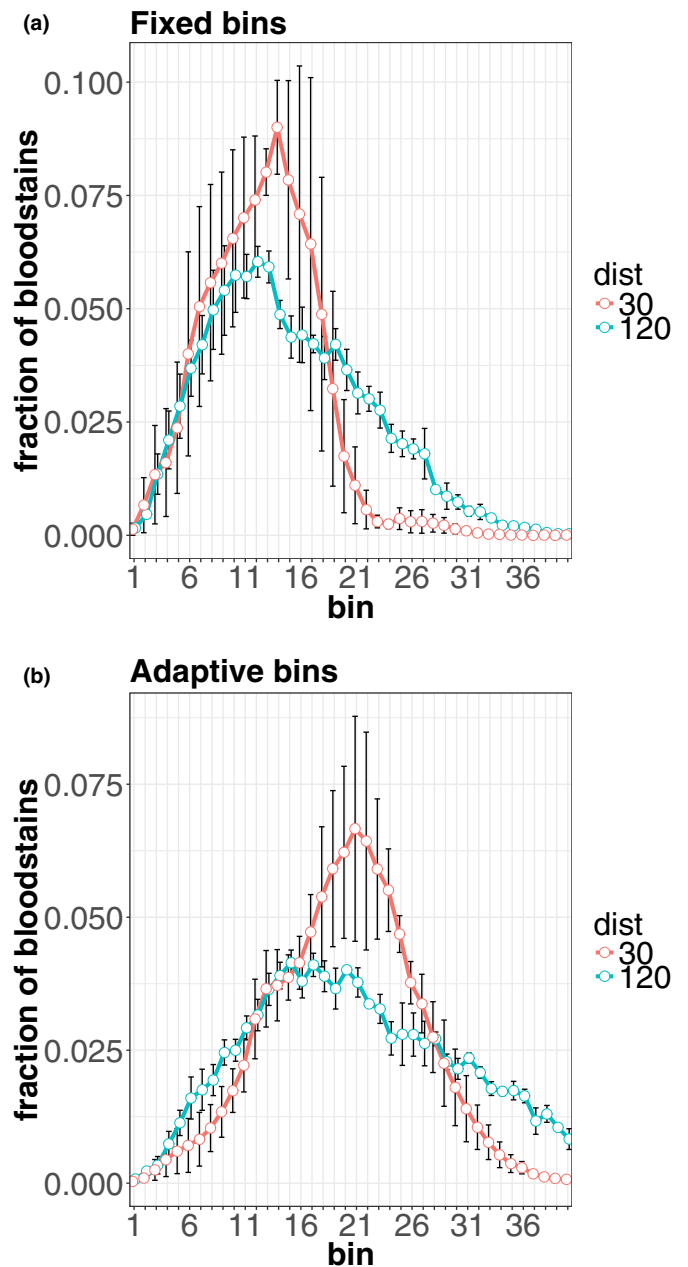 (a)
Fixed bins
0.100
0.075
0.050
0.025
0.000
fraction of bloodstains
1 6 11 16 21 26 31 36
bin
dist
30
120
(b)
Adaptive bins
0.075
0.050
0.025
0.000
fraction of bloodstains
1 6 11 16 21 26 31 36
bin
dist
30
120